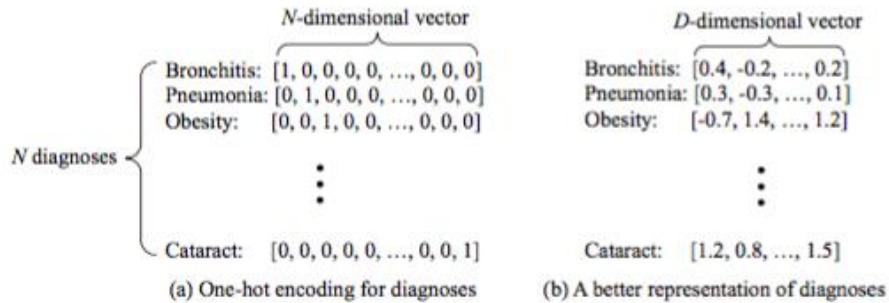 N-dimensional vector
Bronchitis: [1, 0, 0, 0, 0, ..., 0, 0, 0]
Pneumonia: [0, 1, 0, 0, 0, ..., 0, 0, 0]
Obesity: [0, 0, 1, 0, 0, ..., 0, 0, 0]
N diagnoses
Cataract: [0, 0, 0, 0, 0, ..., 0, 0, 1]
(a) One-hot encoding for diagnoses
D-dimensional vector
Bronchitis: [0.4, -0.2, ..., 0.2]
Pneumonia: [0.3, -0.3, ..., 0.1]
Obesity: [-0.7, 1.4, ..., 1.2]
Cataract: [1.2, 0.8, ..., 1.5]
(b) A better representation of diagnoses